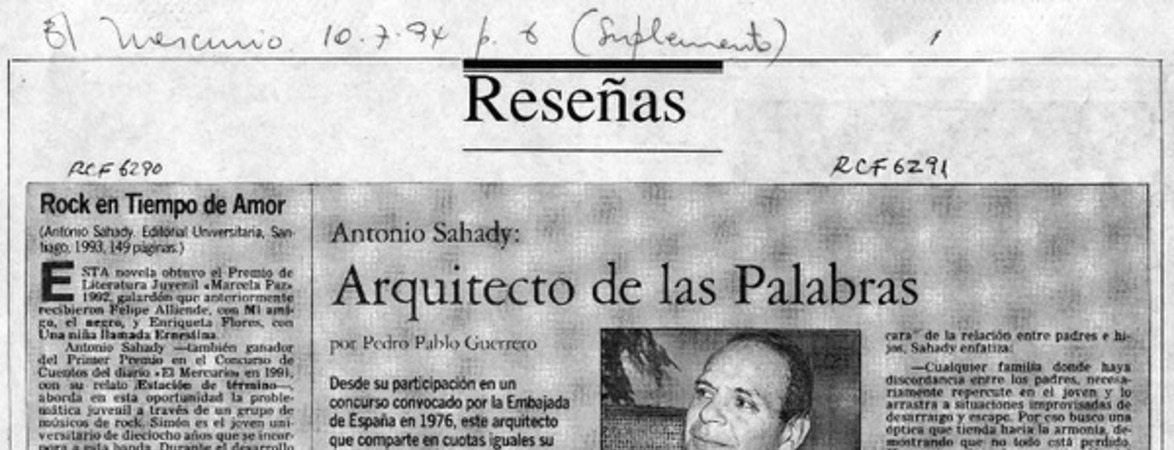 El Mercurio 10.7.94 p. 6 (Suplemento)
Reseñas
RCF 6290
RCF 6291
Rock en Tiempo de Amor
(Antonio Sahady. Editorial Universitaria, San-
tiago, 1993, 149 páginas.)
ESTA novela obtuvo el Premio de
Literatura Juvenil «Marcela Paz»
1992, galardón que anteriormente
recibieron Felipe Alliende, con Mi ami-
go, el negro, y Enriqueta Flores, con
Una niña llamada Ernestina.
Antonio Sahady —también ganador
del Primer Premio en el Concurso de
Cuentos del diario «El Mercurio» en 1991,
con su relato Estación de término—,
aborda en esta oportunidad la proble-
mática juvenil a través de un grupo de
músicos de rock. Simón es el joven uni-
versitario de dieciocho años que se incor-
pora a esta banda. Durante el desarrollo
Antonio Sahady:
Arquitecto de las Palabras
por Pedro Pablo Guerrero
Desde su participación en un
concurso convocado por la Embajada
de España en 1976, este arquitecto
que comparte en cuotas iguales su
cara" de la relación entre padres e hi-
jos, Sahady enfatiza:
—Cualquier familia donde haya
discordancia entre los padres, necesa-
riamente repercute en el joven y lo
arrastra a situaciones improvisadas de
desarraigo y escape. Por eso busco una
óptica que tienda hacia la armonía, de-
mostrando que no todo está perdido.